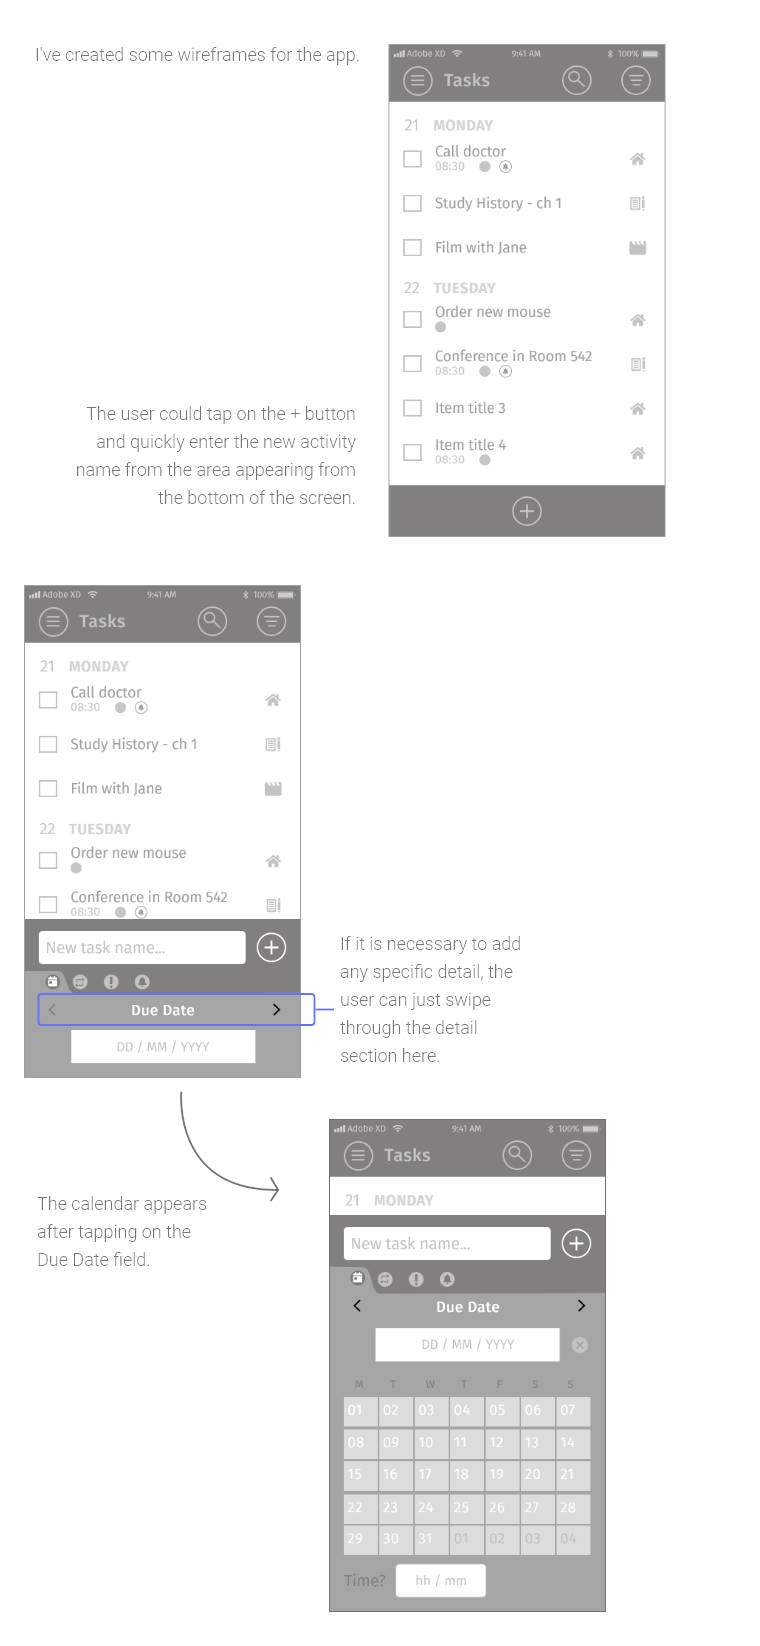 I've created some wireframes for the app.
Adobe XD 9:41 AM 100%
Tasks
21 MONDAY
Call doctor
08:30
Study History - ch 1
Film with Jane
22 TUESDAY
Order new mouse
Conference in Room 542
08:30
Item title 3
Item title 4
08:30
The user could tap on the + button
and quickly enter the new activity
name from the area appearing from
the bottom of the screen.
Adobe XD 9:41 AM 100%
Tasks
21 MONDAY
Call doctor
08:30
Study History - ch 1
Film with Jane
22 TUESDAY
Order new mouse
Conference in Room 542
08:30
New task name...
Due Date
DD / MM / YYYY
If it is necessary to add
any specific detail, the
user can just swipe
through the detail
section here.
The calendar appears
after tapping on the
Due Date field.
Adobe XD 9:41 AM 100%
Tasks
21 MONDAY
New task name...
Due Date
DD / MM / YYYY
M T W T F S S
01 02 03 04 05 06 07
08 09 10 11 12 13 14
15 16 17 18 19 20 21
22 23 24 25 26 27 28
29 30 31 01 02 03 04
Time? hh / mm